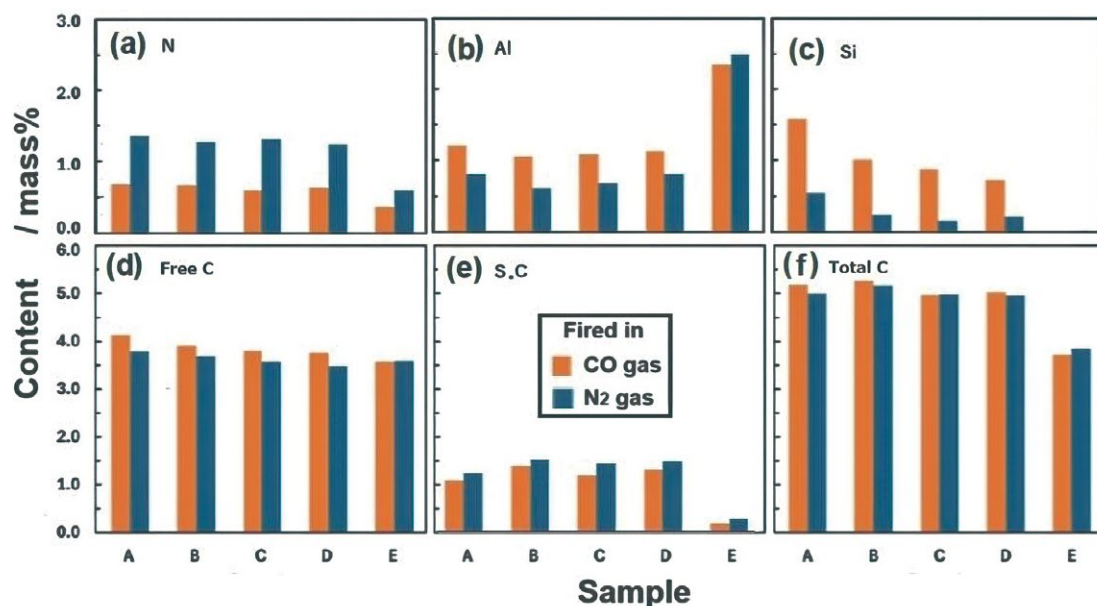 (a) N
(b) Al
(c) Si
3.0
2.0
1.0
0.0
(d) Free C
(e) S.C
(f) Total C
6.0
5.0
4.0
3.0
2.0
1.0
0.0
Content / mass%
Fired in
CO gas
N2 gas
A B C D E
A B C D E
A B C D E
Sample